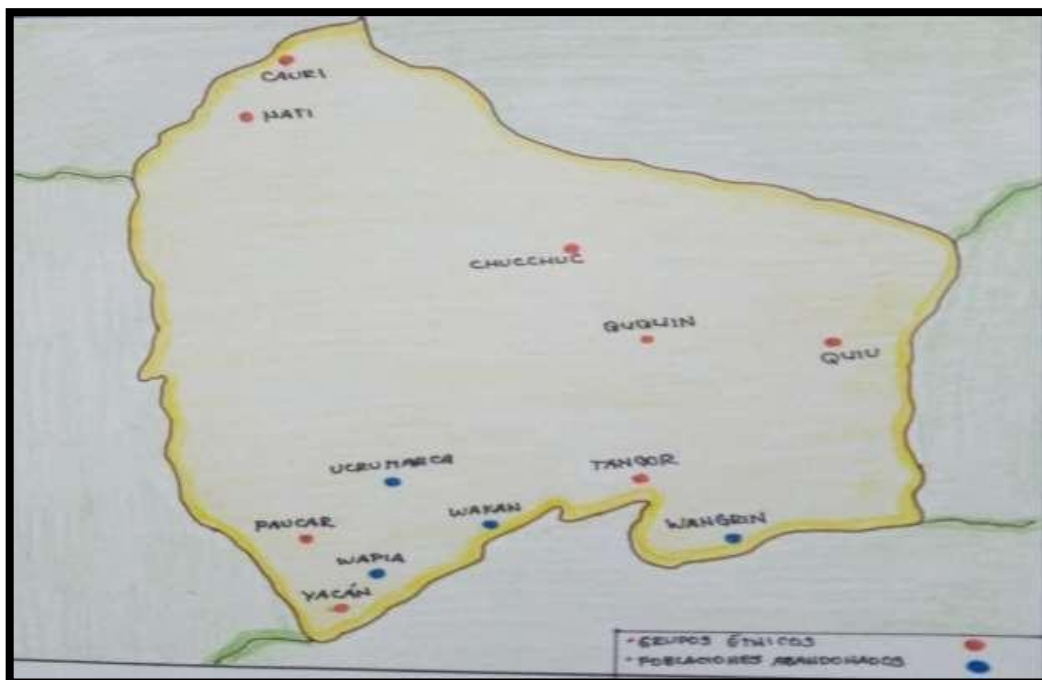 CAURI
NATI
CHUCCHUC
QUQUIN
QUIU
UCRUMARCA
TANGOR
PAUCAR
WAKAN
WANGRIN
WAPIA
YACÁN
- GRUPOS ÉTNICOS
- POBLACIONES ABANDONADOS